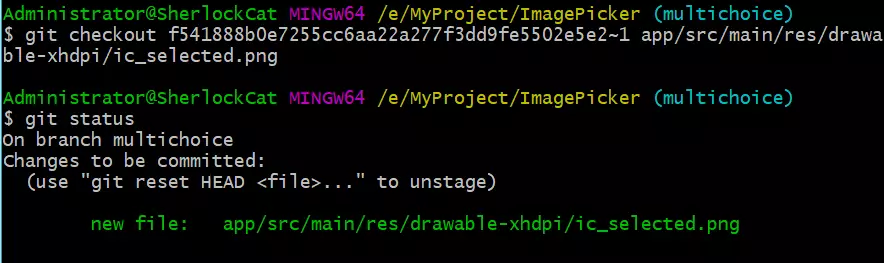 Administrator@SherlockCat MINGW64 /e/MyProject/ImagePicker (multichoice)
$ git checkout f541888b0e7255cc6aa22a277f3dd9fe5502e5e2~1 app/src/main/res/drawa
ble-xhdpi/ic_selected.png
Administrator@SherlockCat MINGW64 /e/MyProject/ImagePicker (multichoice)
$ git status
On branch multichoice
Changes to be committed:
(use "git reset HEAD <file>..." to unstage)
new file: app/src/main/res/drawable-xhdpi/ic_selected.png